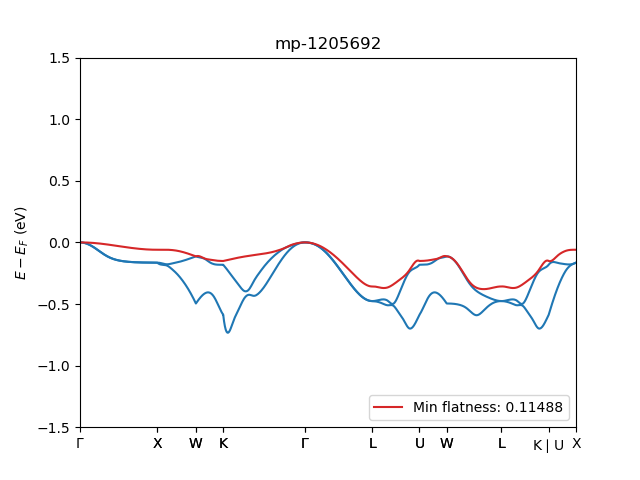 mp-1205692
1.5
1.0
0.5
0.0
−0.5
−1.0
−1.5
E − E_F (eV)
Min flatness: 0.11488
Γ X W K Γ L U W L K | U X